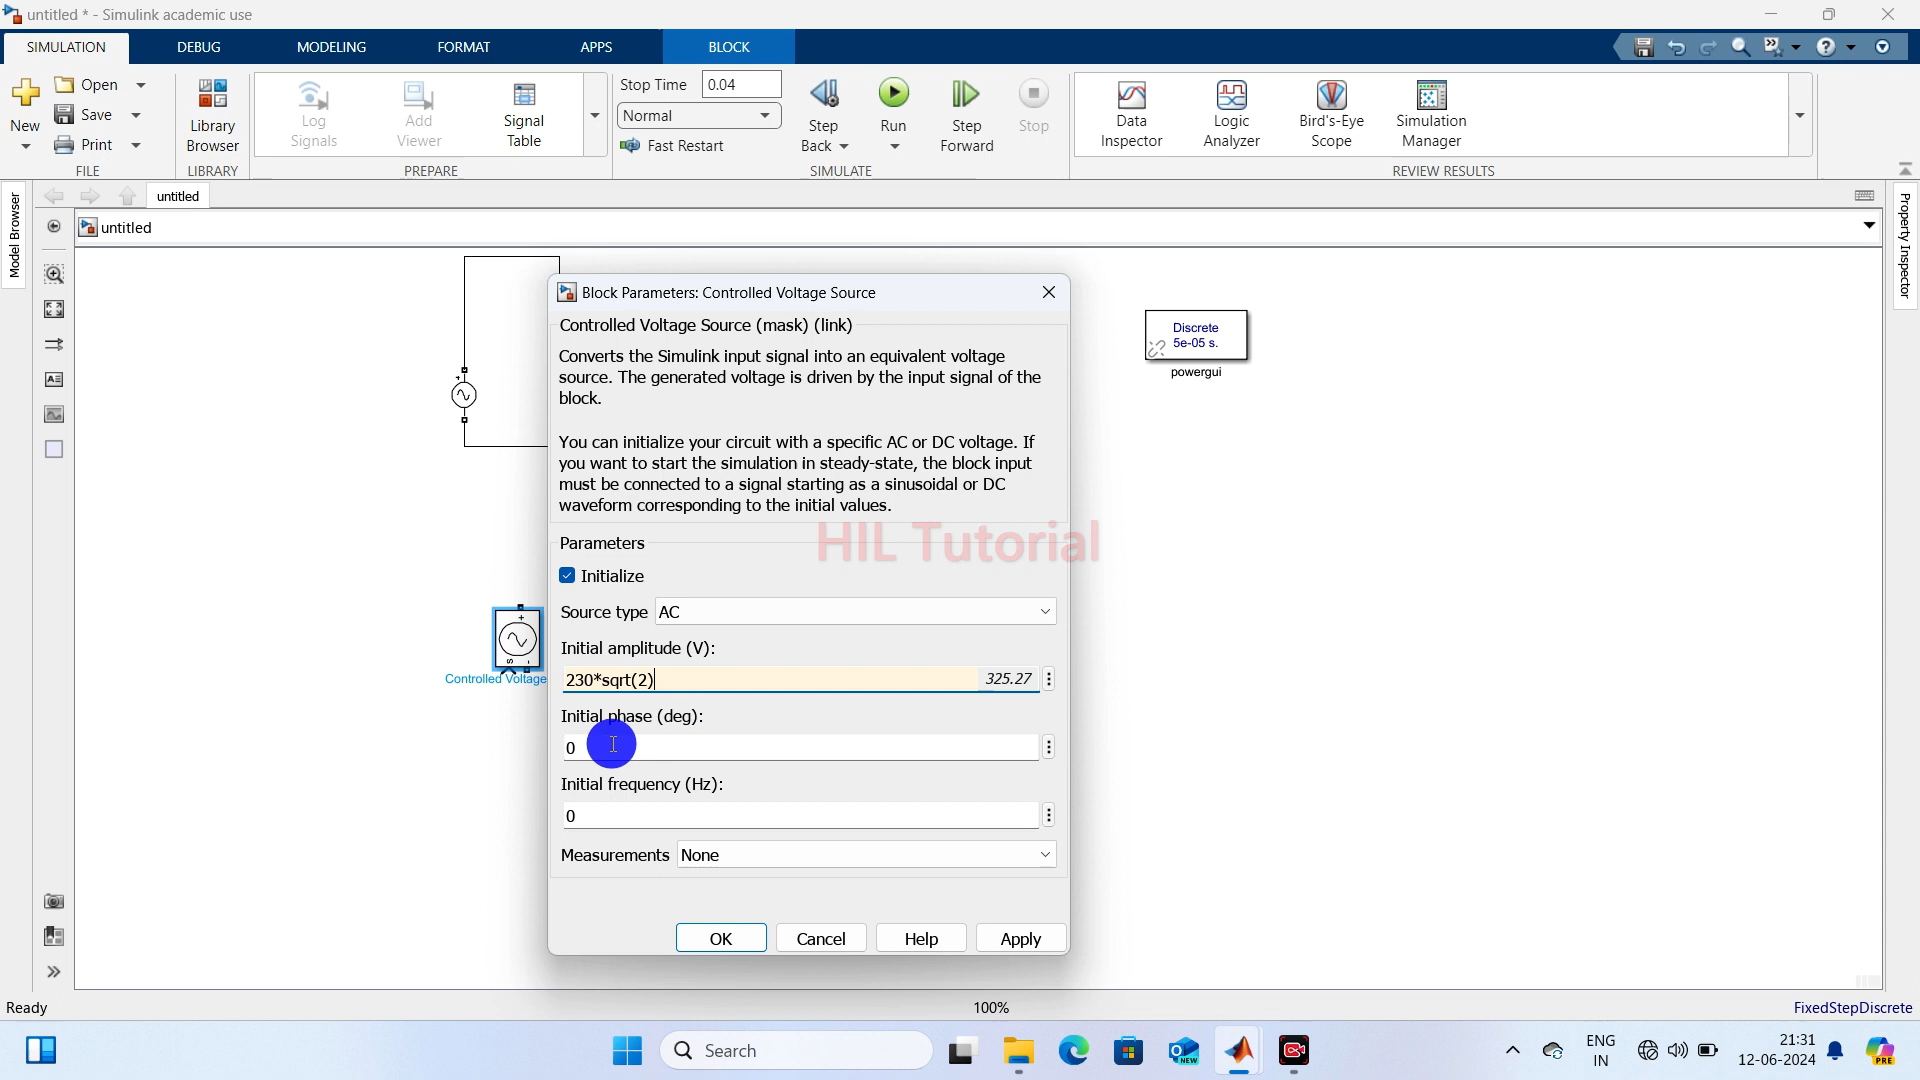 untitled * - Simulink academic use
SIMULATION DEBUG MODELING FORMAT APPS BLOCK
New
Open
Save
Print
FILE
Library
Browser
LIBRARY
Log
Signals
Add
Viewer
Signal
Table
PREPARE
Stop Time 0.04
Normal
Fast Restart
Step
Back
Run
Step
Forward
Stop
SIMULATE
Data
Inspector
Logic
Analyzer
Bird's-Eye
Scope
Simulation
Manager
REVIEW RESULTS
Model Browser
untitled
untitled
Property Inspector
Block Parameters: Controlled Voltage Source
Controlled Voltage Source (mask) (link)
Converts the Simulink input signal into an equivalent voltage
source. The generated voltage is driven by the input signal of the
block.
You can initialize your circuit with a specific AC or DC voltage. If
you want to start the simulation in steady-state, the block input
must be connected to a signal starting as a sinusoidal or DC
waveform corresponding to the initial values.
HIL Tutorial
Parameters
Initialize
Source type AC
Initial amplitude (V):
230*sqrt(2) 325.27
Initial phase (deg):
0
Initial frequency (Hz):
0
Measurements None
OK Cancel Help Apply
Discrete
5e-05 s.
powergui
+
s -
Controlled Voltage
Ready 100% FixedStepDiscrete
Search
NEW
ENG
IN
21:31
12-06-2024
PRE